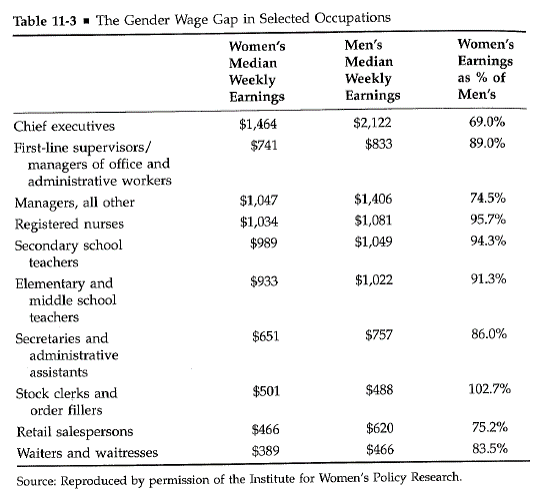 Table 11-3 ■ The Gender Wage Gap in Selected Occupations
Women's Men's Women's
Median Median Earnings
Weekly Weekly as % of
Earnings Earnings Men's
Chief executives $1,464 $2,122 69.0%
First-line supervisors/ $741 $833 89.0%
managers of office and
administrative workers
Managers, all other $1,047 $1,406 74.5%
Registered nurses $1,034 $1,081 95.7%
Secondary school $989 $1,049 94.3%
teachers
Elementary and $933 $1,022 91.3%
middle school
teachers
Secretaries and $651 $757 86.0%
administrative
assistants
Stock clerks and $501 $488 102.7%
order fillers
Retail salespersons $466 $620 75.2%
Waiters and waitresses $389 $466 83.5%
Source: Reproduced by permission of the Institute for Women's Policy Research.